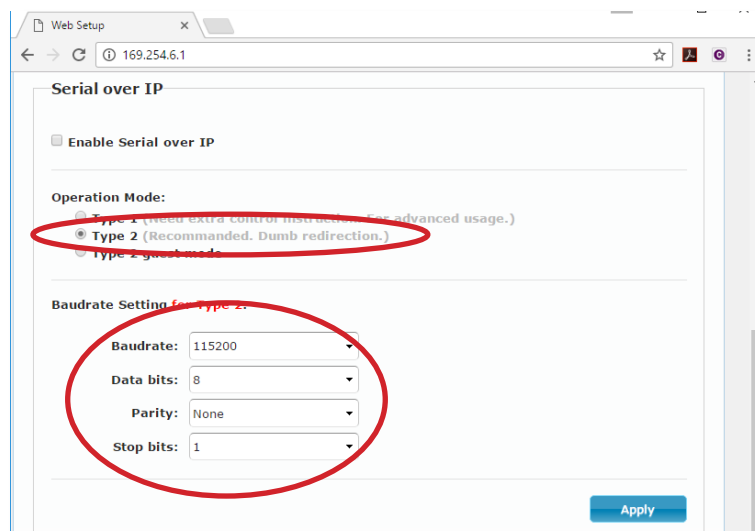 Web Setup
169.254.6.1
Serial over IP
Enable Serial over IP
Operation Mode:
Type 1 (Need extra control instruction. For advanced usage.)
Type 2 (Recommanded. Dumb redirection.)
Type 2 guest mode
Baudrate Setting for Type 2:
Baudrate: 115200
Data bits: 8
Parity: None
Stop bits: 1
Apply